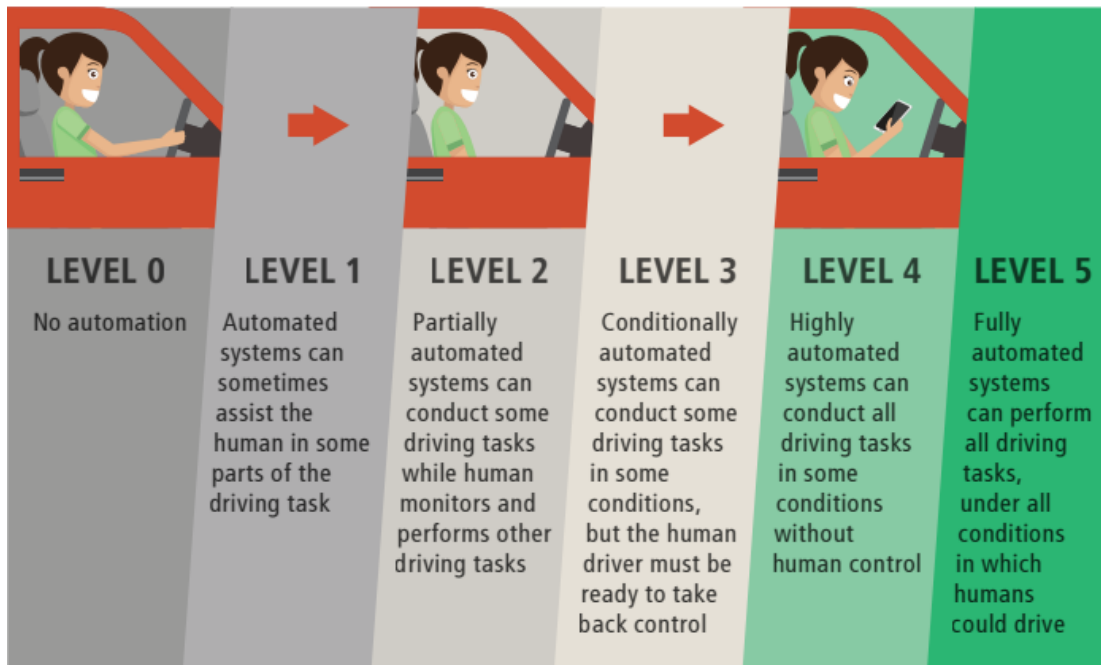 LEVEL 0
No automation
LEVEL 1
Automated
systems can
sometimes
assist the
human in some
parts of the
driving task
LEVEL 2
Partially
automated
systems can
conduct some
driving tasks
while human
monitors and
performs other
driving tasks
LEVEL 3
Conditionally
automated
systems can
conduct some
driving tasks
in some
conditions,
but the human
driver must be
ready to take
back control
LEVEL 4
Highly
automated
systems can
conduct all
driving tasks
in some
conditions
without
human control
LEVEL 5
Fully
automated
systems
can perform
all driving
tasks,
under all
conditions
in which
humans
could drive